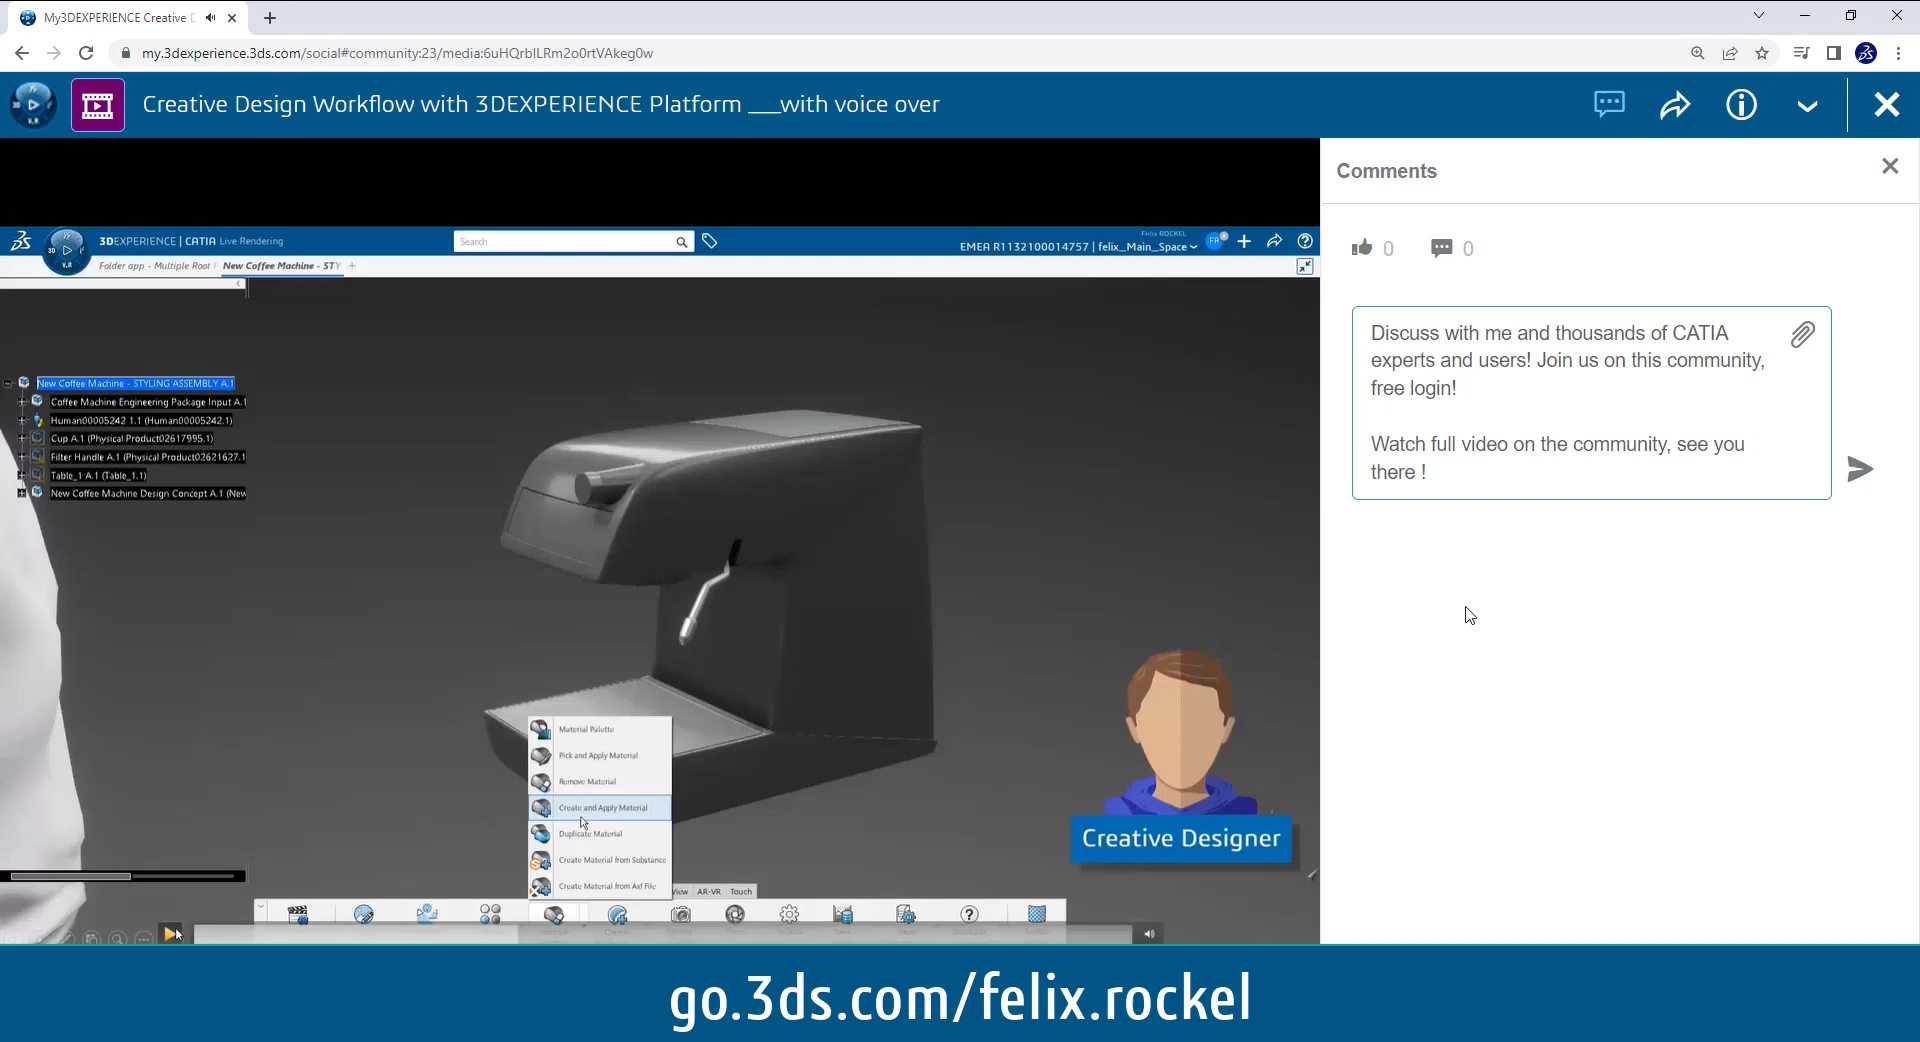 My3DEXPERIENCE Creative D
my.3dexperience.3ds.com/social#community:23/media:6uHQrblLRm2o0rtVAkeg0w
Creative Design Workflow with 3DEXPERIENCE Platform ___with voice over
3DEXPERIENCE | CATIA Live Rendering
Search
Felix ROCKEL
EMEA R1132100014757 | felix_Main_Space
FR
Folder app - Multiple Root
New Coffee Machine - STY
New Coffee Machine - STYLING ASSEMBLY A.1
Coffee Machine Engineering Package Input A.1
Human00005242 1.1 (Human00005242.1)
Cup A.1 (Physical Product02617995.1)
Filter Handle A.1 (Physical Product02621627.1
Table_1 A.1 (Table_1.1)
New Coffee Machine Design Concept A.1 (New
Material Palette
Pick and Apply Material
Remove Material
Create and Apply Material
Duplicate Material
Create Material from Substance
Create Material from Axf File
View
AR-VR
Touch
Creative Designer
Comments
0
0
Discuss with me and thousands of CATIA
experts and users! Join us on this community,
free login!
Watch full video on the community, see you
there !
go.3ds.com/felix.rockel